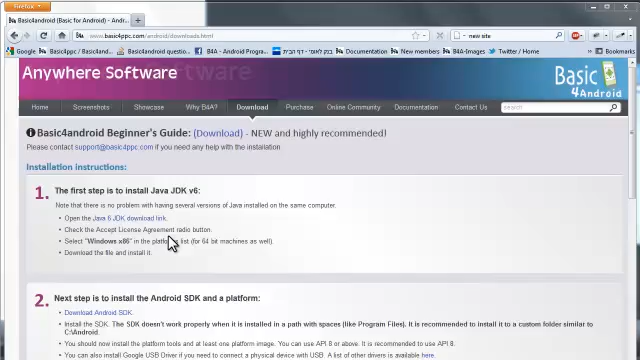 Firefox
Basic4android (Basic for Android) - Andr...
www.basic4ppc.com/android/downloads.html
new site
Google
Basic4ppc / Basic4and...
Basic4android question...
B4A - Android Program...
בנק לאומי - דף הבית
Documentation
New members
B4A-Images
Twitter / Home
Bookmarks
Anywhere Software
Basic
4Android
Home
Screenshots
Showcase
Why B4A?
Download
Purchase
Online Community
Documentation
Contact Us
search
Basic4android Beginner's Guide: (Download) - NEW and highly recommended!
Please contact support@basic4ppc.com if you need any help with the installation
Installation instructions:
1. The first step is to install Java JDK v6:
Note that there is no problem with having several versions of Java installed on the same computer.
Open the Java 6 JDK download link.
Check the Accept License Agreement radio button.
Select "Windows x86" in the platforms list (for 64 bit machines as well).
Download the file and install it.
2. Next step is to install the Android SDK and a platform:
Download Android SDK.
Install the SDK. The SDK doesn't work properly when it is installed in a path with spaces (like Program Files). It is recommended to install it to a custom folder similar to
C:\Android.
You should now install the platform tools and at least one platform image. You can use API 8 or above. It is recommended to use API 8.
You can also install Google USB Driver if you need to connect a physical device with USB. A list of other drivers is available here.